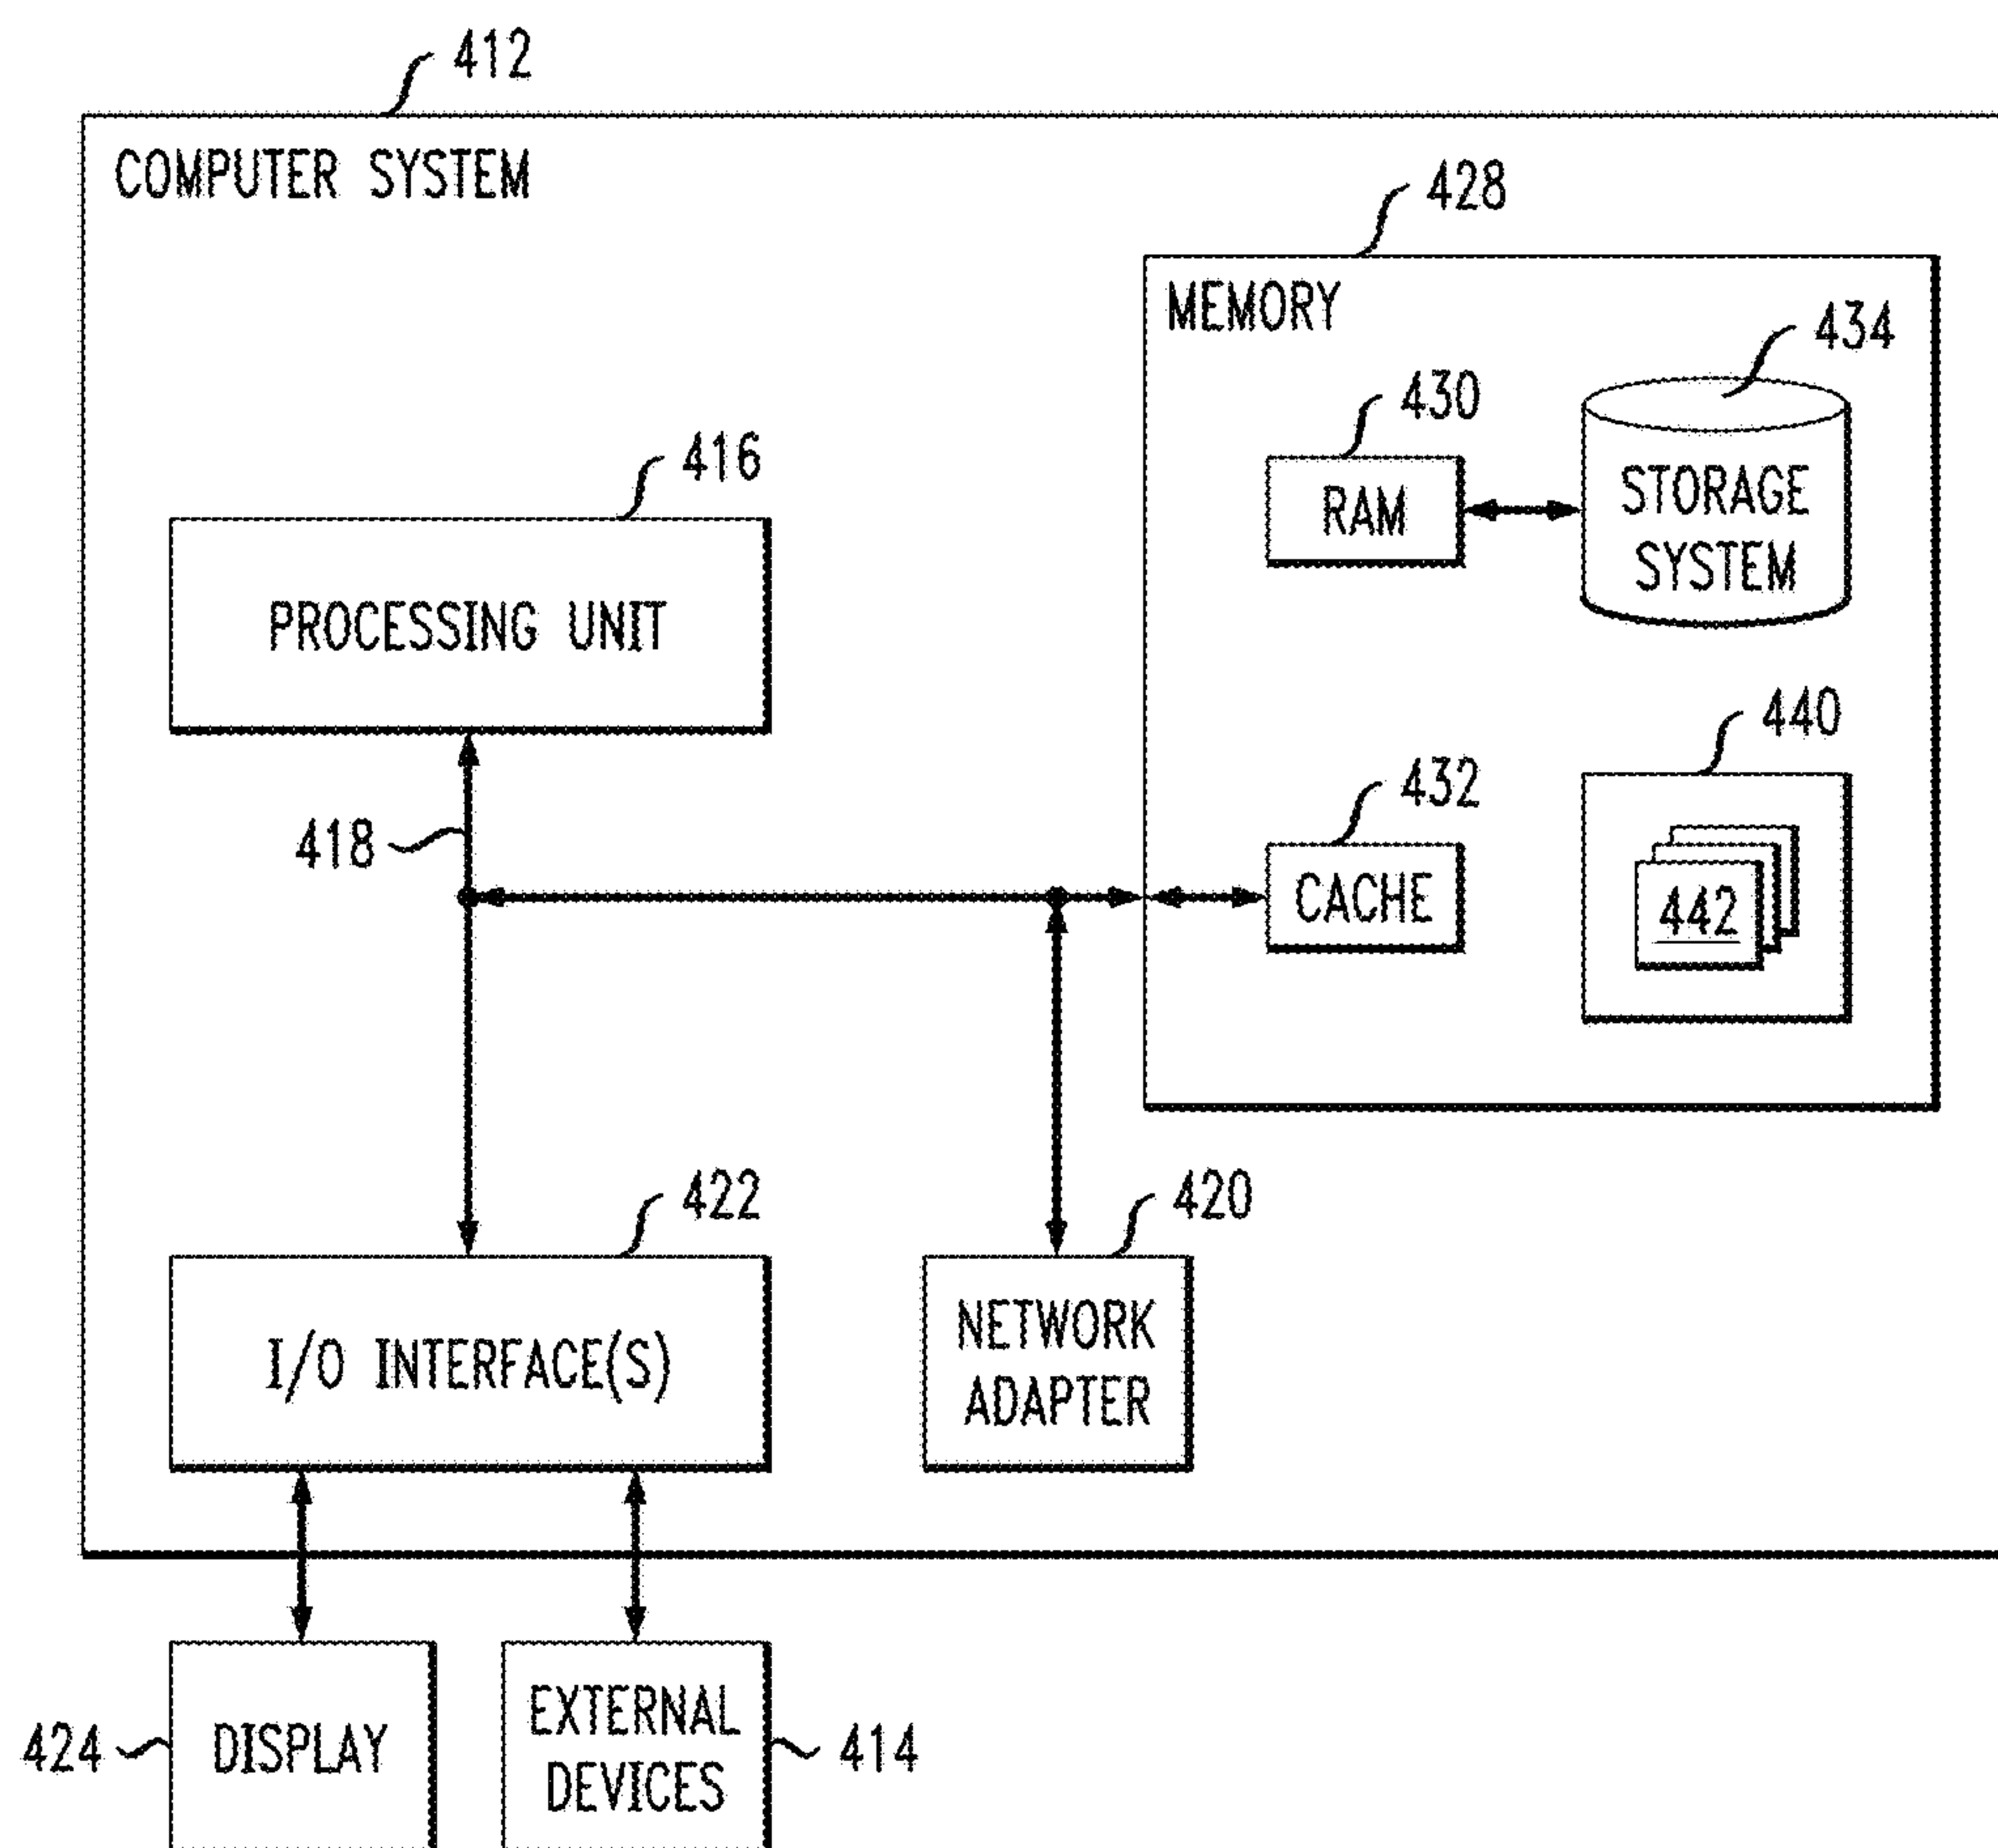 412
COMPUTER SYSTEM
428
MEMORY
434
430
RAM
STORAGE
SYSTEM
416
PROCESSING UNIT
440
432
418
CACHE
442
422
420
I/O INTERFACE(S)
NETWORK
ADAPTER
424
DISPLAY
EXTERNAL
DEVICES
414